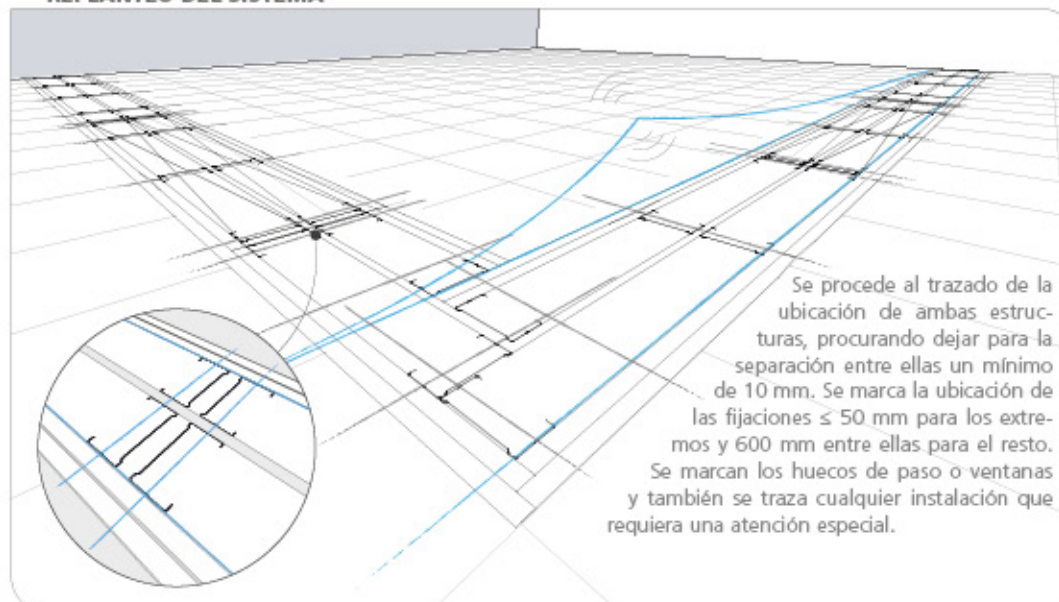 REPLANTEO DEL SISTEMA
Se procede al trazado de la
ubicación de ambas estruc-
turas, procurando dejar para la
separación entre ellas un mínimo
de 10 mm. Se marca la ubicación de
las fijaciones ≤ 50 mm para los extre-
mos y 600 mm entre ellas para el resto.
Se marcan los huecos de paso o ventanas
y también se traza cualquier instalación que
requiera una atención especial.